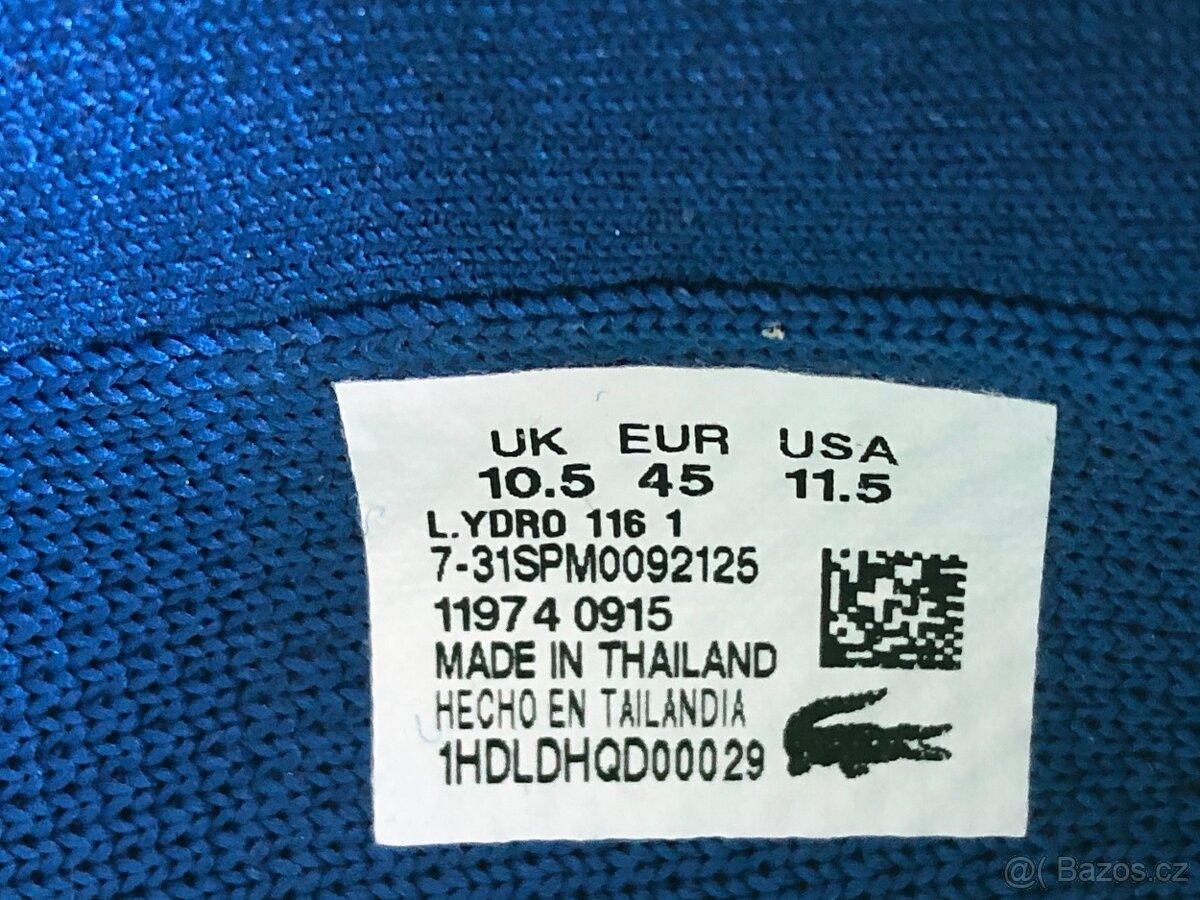 UK EUR USA
10.5 45 11.5
L.YDRO 116 1
7-31SPM0092125
11974 0915
MADE IN THAILAND
HECHO EN TAILANDIA
1HDLDHQD00029
@( Bazos.cz